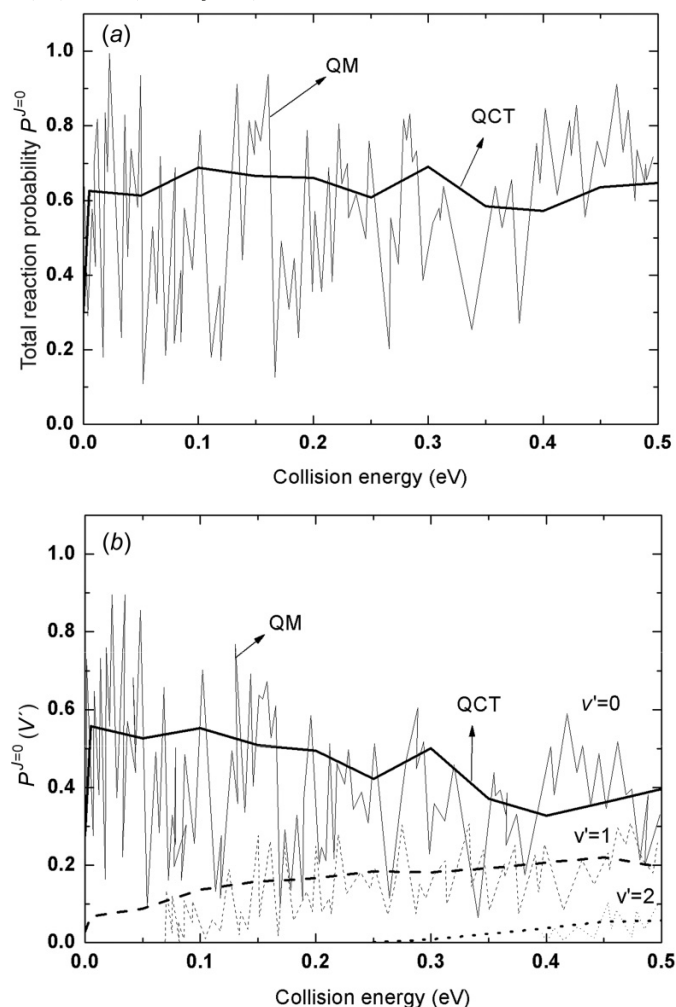 (a)
QM
QCT
Total reaction probability P^{J=0}
1.0
0.8
0.6
0.4
0.2
0.0
0.0 0.1 0.2 0.3 0.4 0.5
Collision energy (eV)
(b)
QM
QCT
v'=0
v'=1
v'=2
P^{J=0} (V´)
1.0
0.8
0.6
0.4
0.2
0.0
0.0 0.1 0.2 0.3 0.4 0.5
Collision energy (eV)